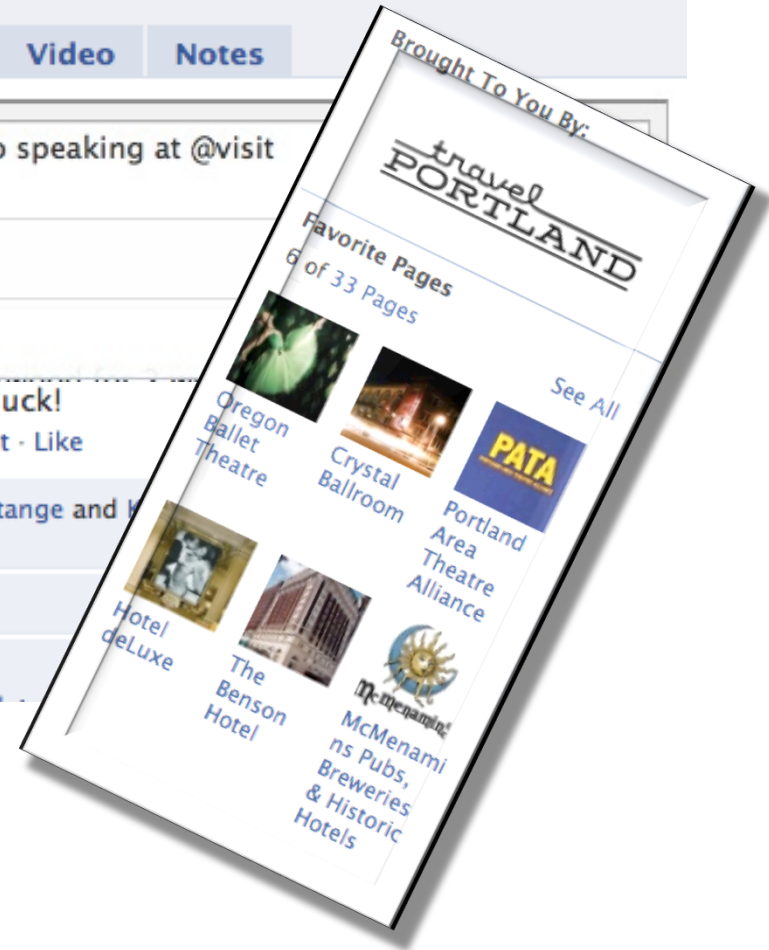 Video
Notes
speaking at @visit
uck!
t · Like
tange and
Brought To You By:
travel
PORTLAND
Favorite Pages
6 of 33 Pages
See All
Oregon
Ballet
Theatre
Crystal
Ballroom
PATA
Portland
Area
Theatre
Alliance
Hotel
deLuxe
The
Benson
Hotel
McMenamins
McMenami
ns Pubs,
Breweries
& Historic
Hotels